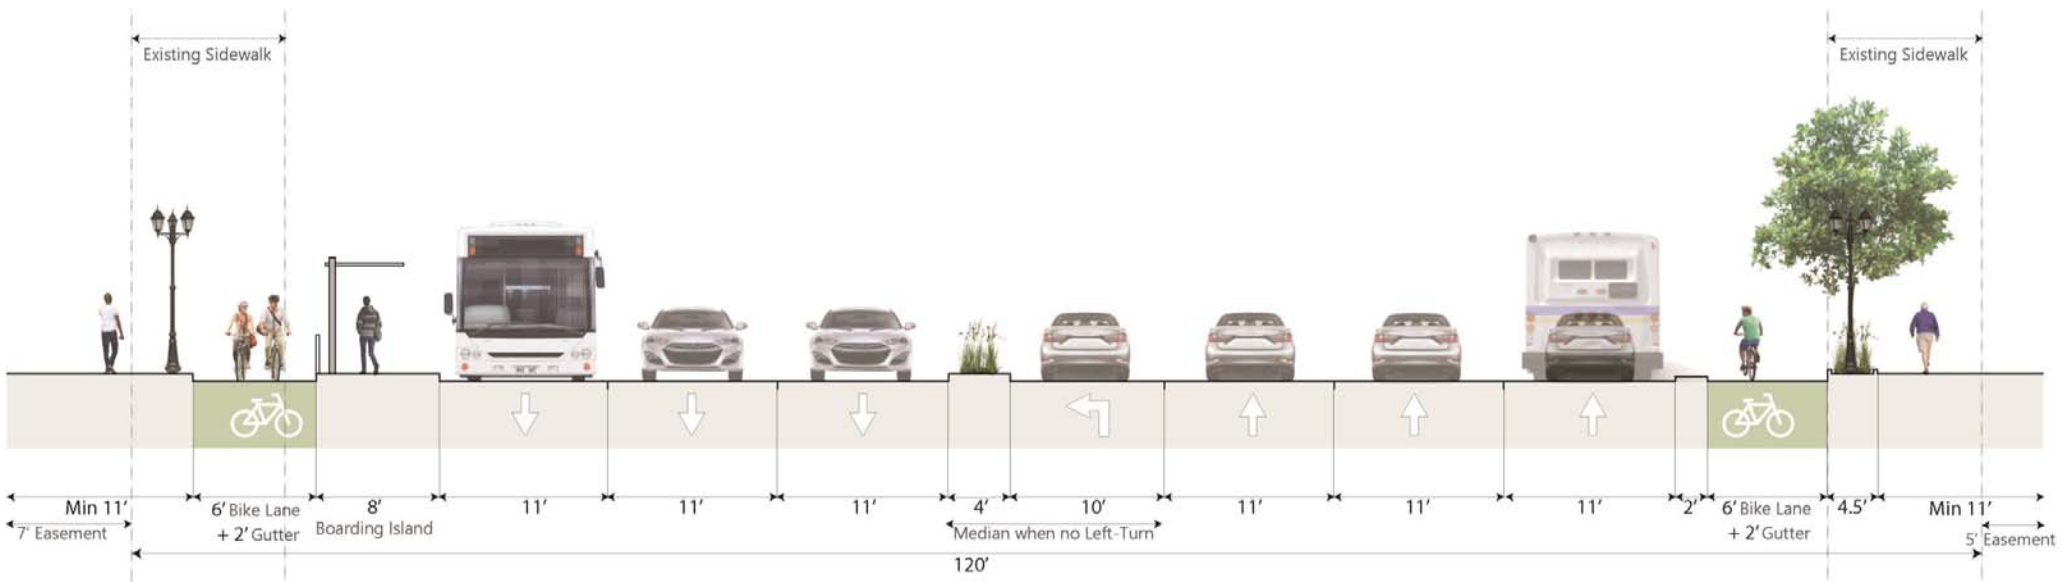 Existing Sidewalk
Existing Sidewalk
Min 11'
6' Bike Lane
+ 2' Gutter
8'
Boarding Island
11'
11'
11'
4'
10'
11'
11'
11'
2'
6' Bike Lane
+ 2' Gutter
4.5'
Min 11'
7' Easement
Median when no Left-Turn
5' Easement
120'